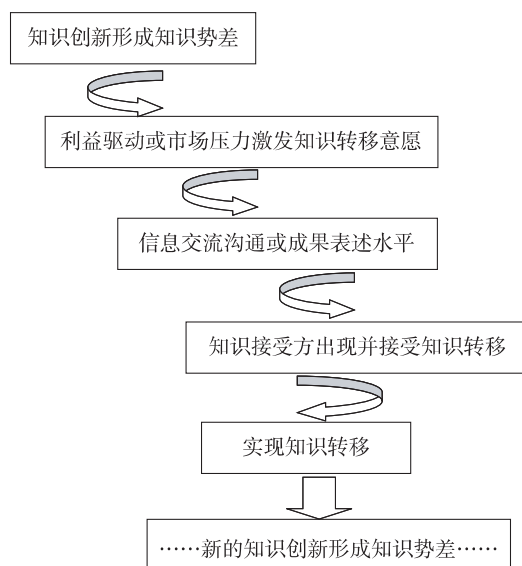 知识创新形成知识势差
利益驱动或市场压力激发知识转移意愿
信息交流沟通或成果表述水平
知识接受方出现并接受知识转移
实现知识转移
……新的知识创新形成知识势差……